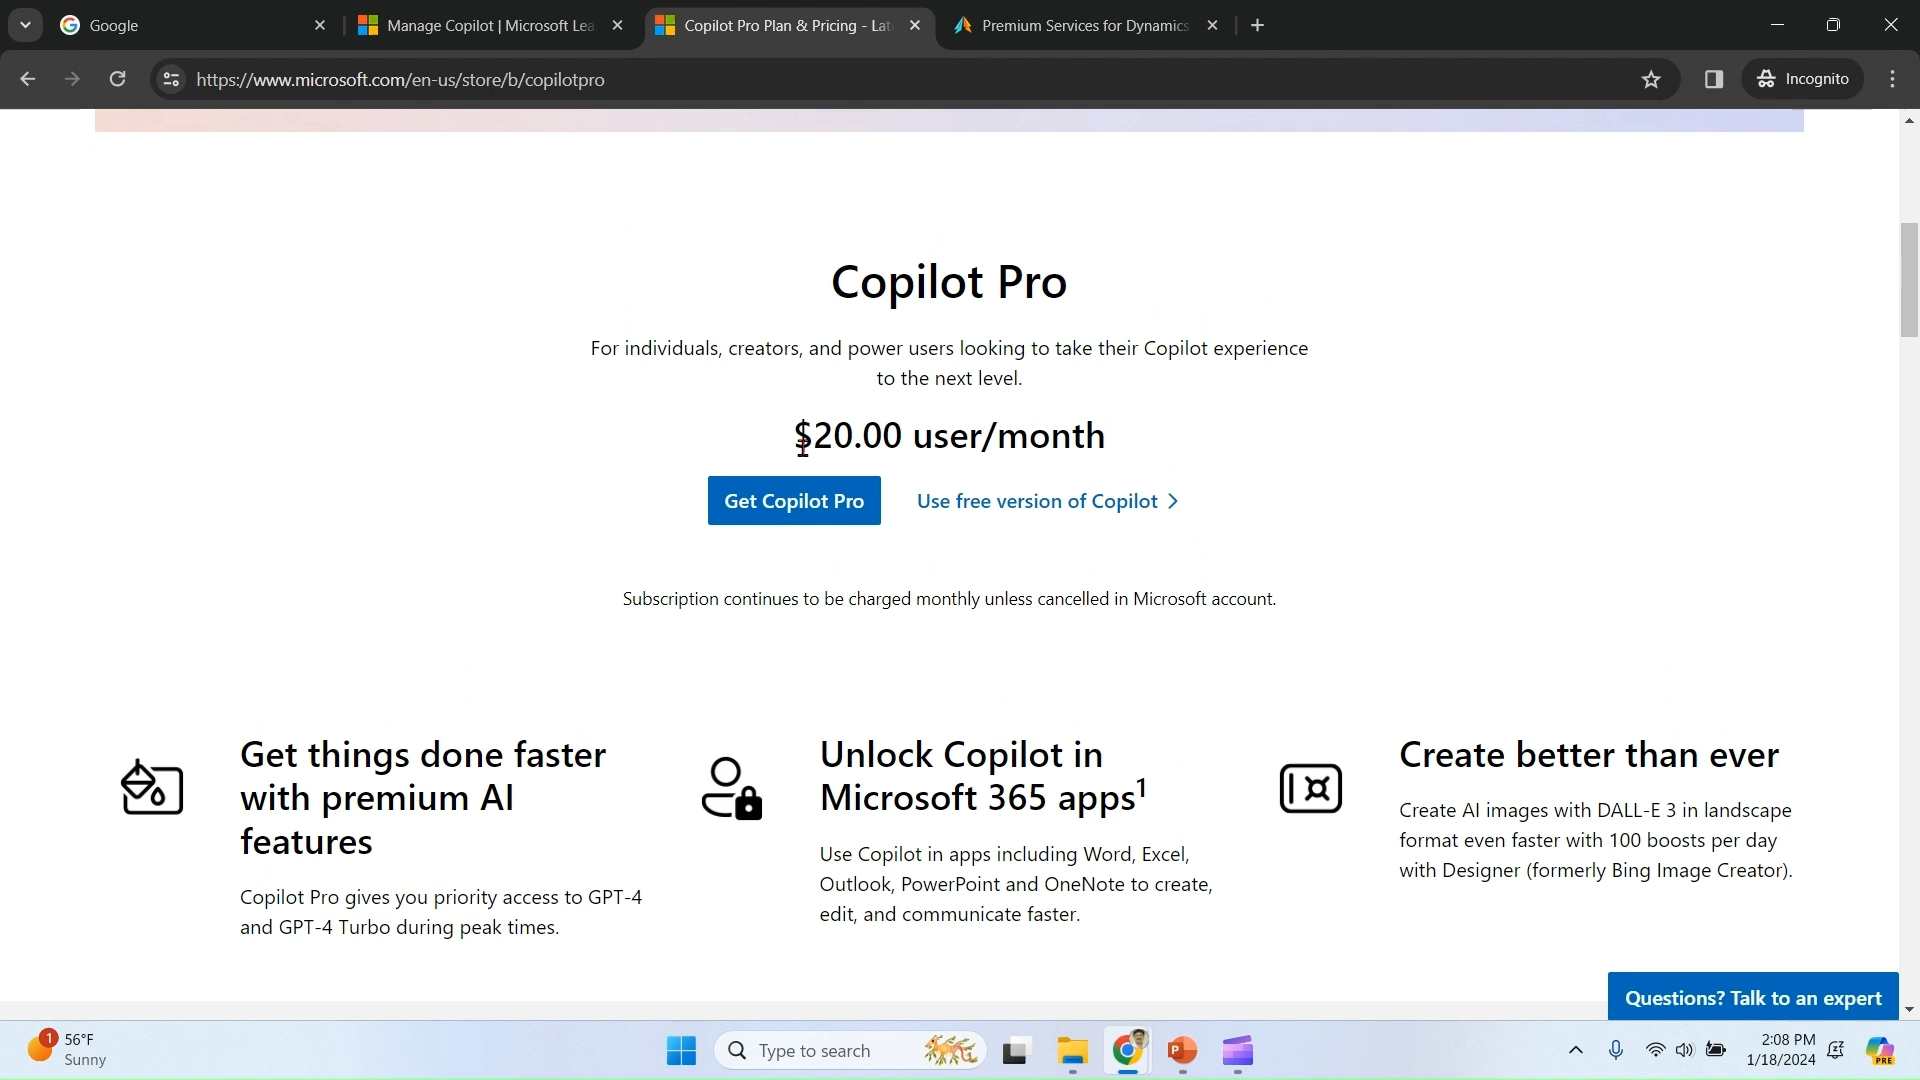 Google
Manage Copilot | Microsoft Lea
Copilot Pro Plan & Pricing - Lat
Premium Services for Dynamics
https://www.microsoft.com/en-us/store/b/copilotpro
Incognito
Copilot Pro
For individuals, creators, and power users looking to take their Copilot experience
to the next level.
$20.00 user/month
Get Copilot Pro
Use free version of Copilot
Subscription continues to be charged monthly unless cancelled in Microsoft account.
Get things done faster
with premium AI
features
Copilot Pro gives you priority access to GPT-4
and GPT-4 Turbo during peak times.
Unlock Copilot in
Microsoft 365 apps1
Use Copilot in apps including Word, Excel,
Outlook, PowerPoint and OneNote to create,
edit, and communicate faster.
Create better than ever
Create AI images with DALL-E 3 in landscape
format even faster with 100 boosts per day
with Designer (formerly Bing Image Creator).
Questions? Talk to an expert
1
56°F
Sunny
Type to search
P
2:08 PM
1/18/2024
PRE